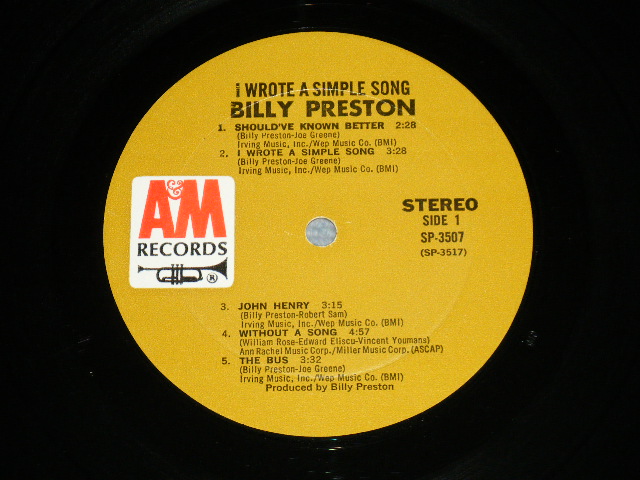 I WROTE A SIMPLE SONG
BILLY PRESTON
1. SHOULD'VE KNOWN BETTER 2:28
(Billy Preston-Joe Greene)
Irving Music, Inc./Wep Music Co. (BMI)
2. I WROTE A SIMPLE SONG 3:28
(Billy Preston-Joe Greene)
Irving Music, Inc./Wep Music Co. (BMI)
A&M
RECORDS
®
STEREO
SIDE 1
SP-3507
(SP-3517)
3. JOHN HENRY 3:15
(Billy Preston-Robert Sam)
Irving Music, Inc./Wep Music Co. (BMI)
4. WITHOUT A SONG 4:57
(William Rose-Edward Eliscu-Vincent Youmans)
Ann Rachel Music Corp./Miller Music Corp. (ASCAP)
5. THE BUS 3:32
(Billy Preston-Joe Greene)
Irving Music, Inc./Wep Music Co. (BMI)
Produced by Billy Preston